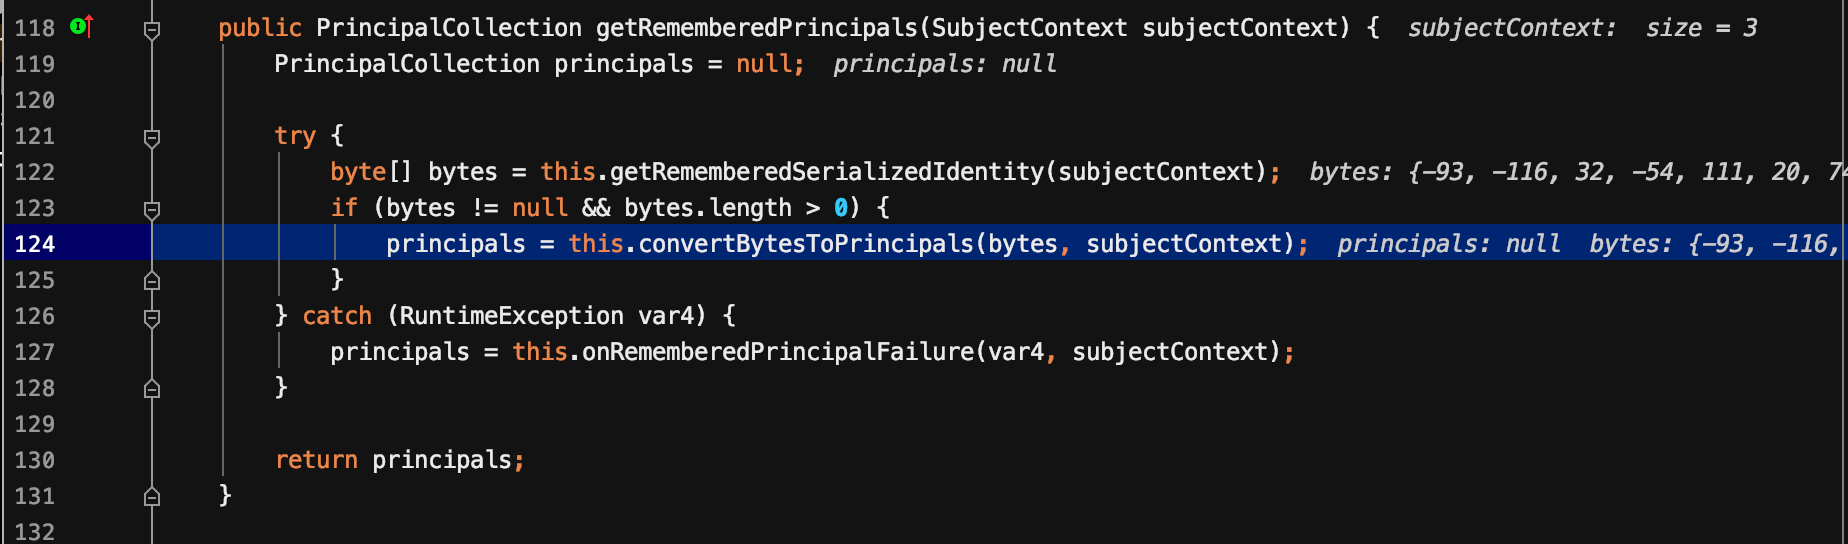 118 public PrincipalCollection getRememberedPrincipals(SubjectContext subjectContext) { subjectContext: size = 3
119 PrincipalCollection principals = null; principals: null
120
121 try {
122 byte[] bytes = this.getRememberedSerializedIdentity(subjectContext); bytes: {-93, -116, 32, -54, 111, 20, 74
123 if (bytes != null && bytes.length > 0) {
124 principals = this.convertBytesToPrincipals(bytes, subjectContext); principals: null bytes: {-93, -116,
125 }
126 } catch (RuntimeException var4) {
127 principals = this.onRememberedPrincipalFailure(var4, subjectContext);
128 }
129
130 return principals;
131 }
132